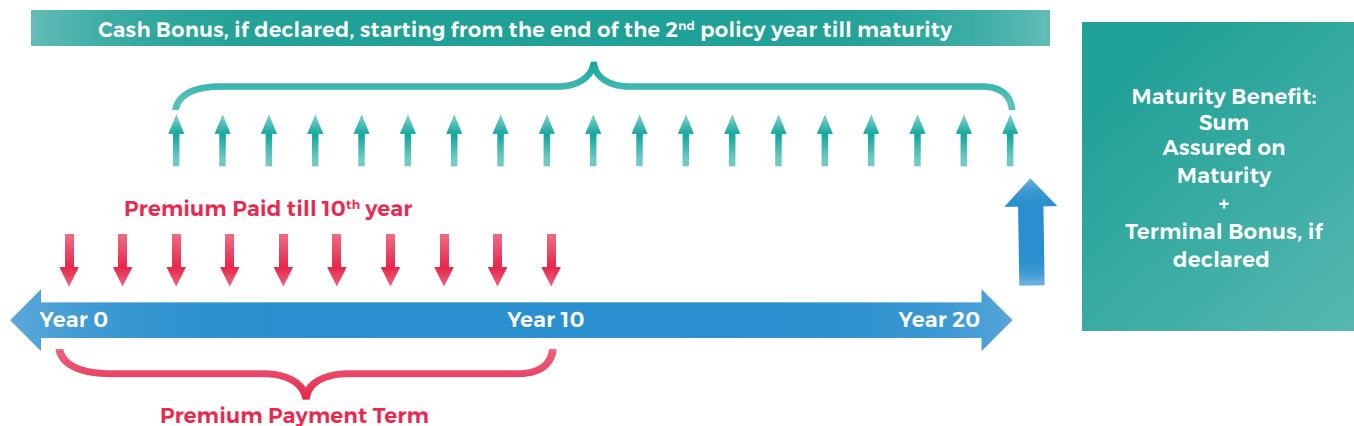 Cash Bonus, if declared, starting from the end of the 2nd policy year till maturity
Maturity Benefit:
Sum
Assured on
Maturity
+
Terminal Bonus, if
declared
Premium Paid till 10th year
Year 0
Year 10
Year 20
Premium Payment Term